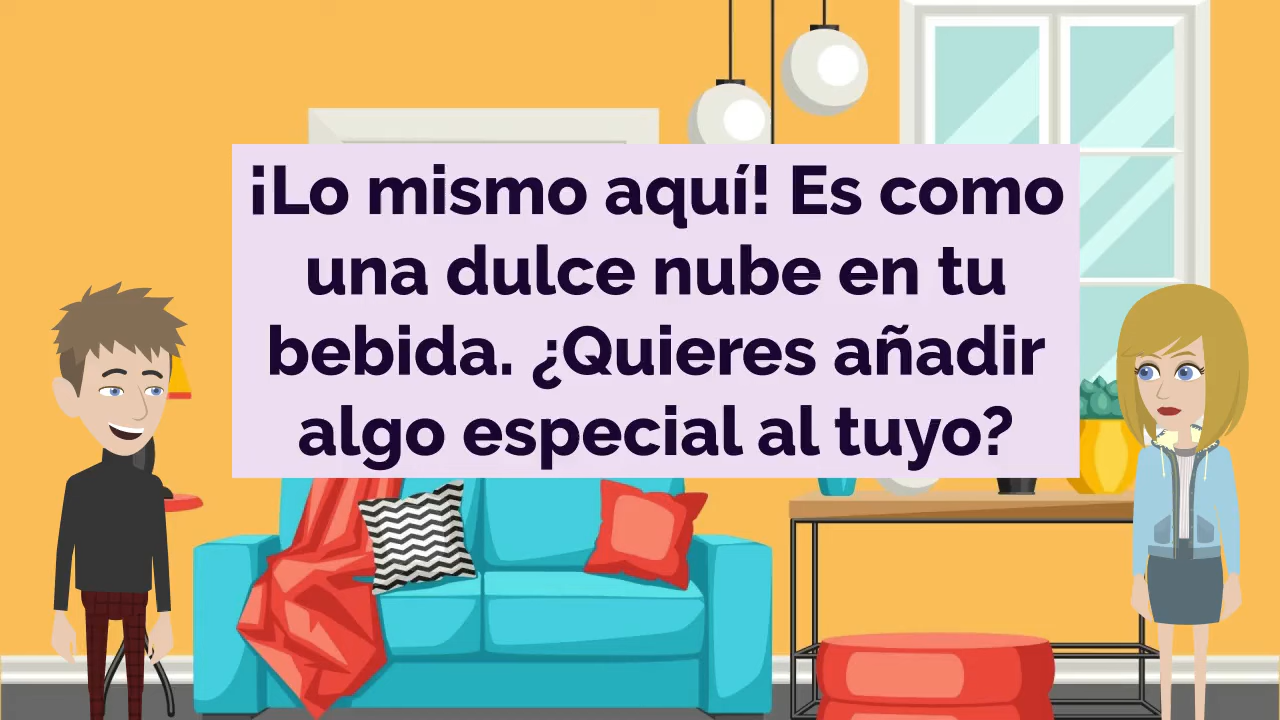 ¡Lo mismo aquí! Es como
una dulce nube en tu
bebida. ¿Quieres añadir
algo especial al tuyo?